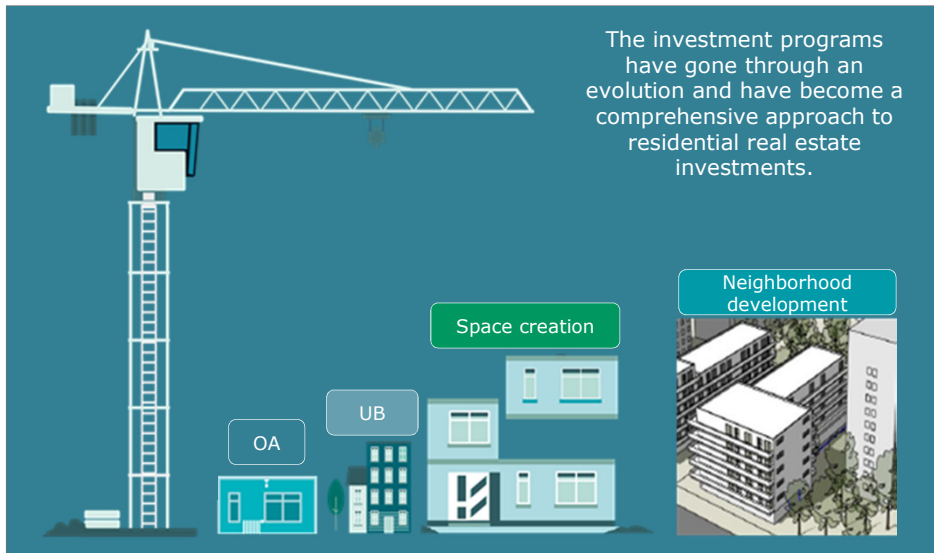 The investment programs
have gone through an
evolution and have become a
comprehensive approach to
residential real estate
investments.
Neighborhood
development
Space creation
UB
OA